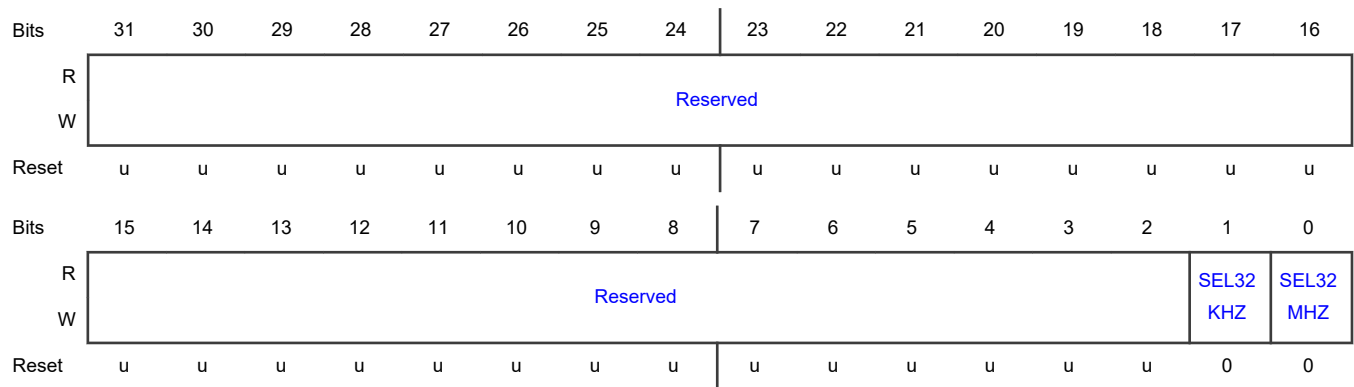 Bits 31 30 29 28 27 26 25 24 23 22 21 20 19 18 17 16
R
Reserved
W
Reset u u u u u u u u u u u u u u u u
Bits 15 14 13 12 11 10 9 8 7 6 5 4 3 2 1 0
R
Reserved SEL32 SEL32
W KHZ MHZ
Reset u u u u u u u u u u u u u u 0 0